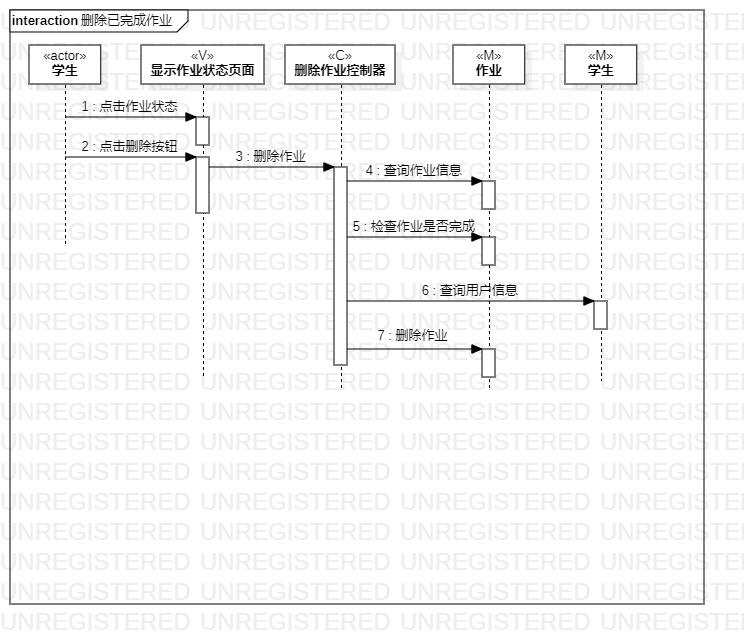 interaction 删除已完成作业
«actor»
学生
«V»
显示作业状态页面
«C»
删除作业控制器
«M»
作业
«M»
学生
1 : 点击作业状态
2 : 点击删除按钮
3 : 删除作业
4 : 查询作业信息
5 : 检查作业是否完成
6 : 查询用户信息
7 : 删除作业
UNREGISTERED UNREGISTERED UNREGISTERED UNREGISTERED